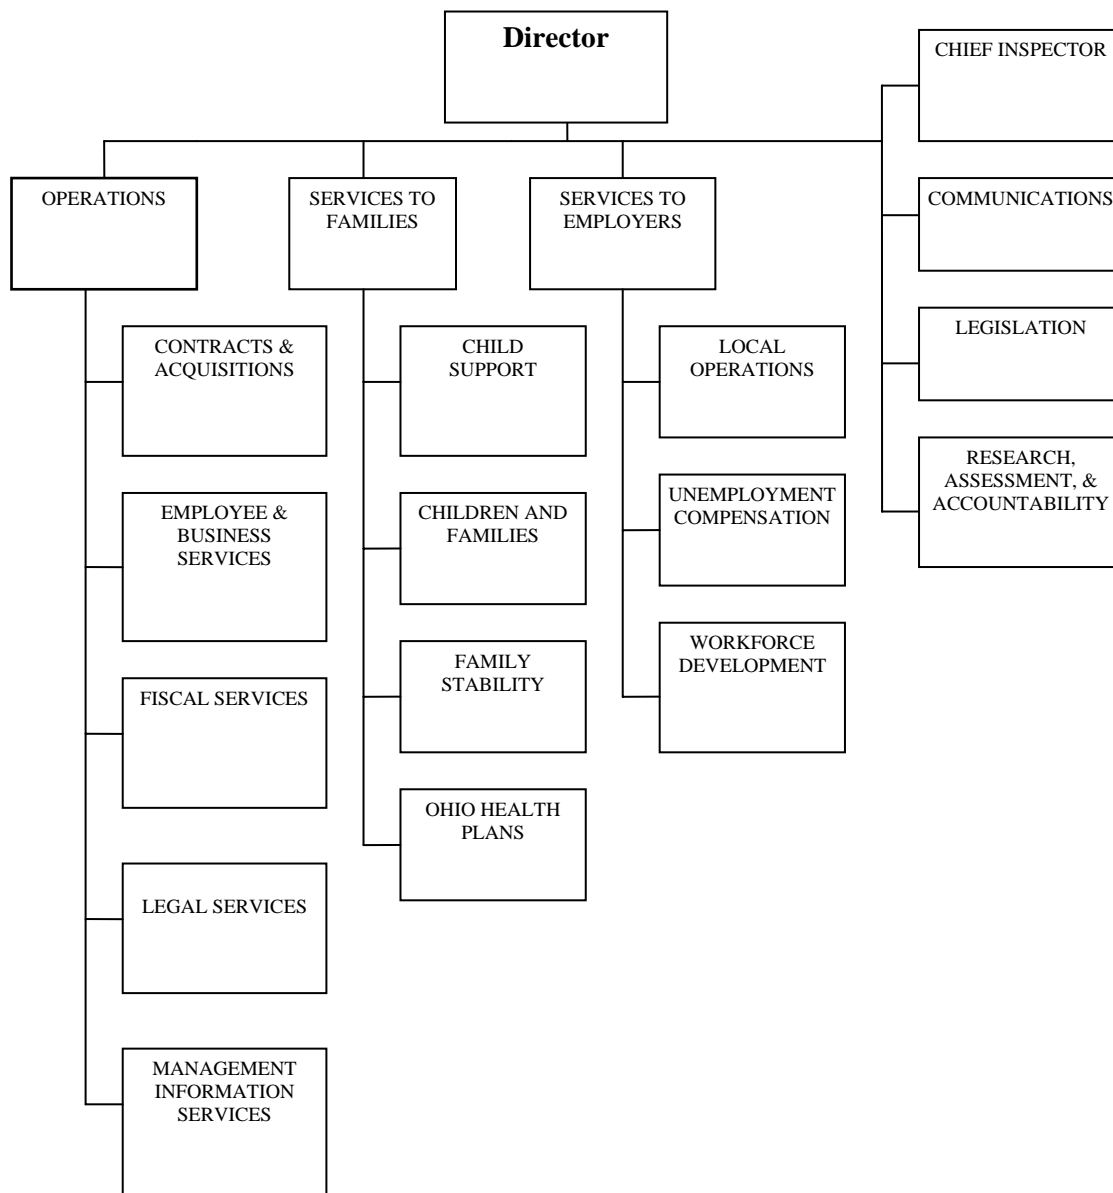 Director
CHIEF INSPECTOR
OPERATIONS
SERVICES TO
FAMILIES
SERVICES TO
EMPLOYERS
COMMUNICATIONS
LEGISLATION
CONTRACTS &
ACQUISITIONS
CHILD
SUPPORT
LOCAL
OPERATIONS
RESEARCH,
ASSESSMENT, &
ACCOUNTABILITY
EMPLOYEE &
BUSINESS
SERVICES
CHILDREN AND
FAMILIES
UNEMPLOYMENT
COMPENSATION
FISCAL SERVICES
FAMILY
STABILITY
WORKFORCE
DEVELOPMENT
OHIO HEALTH
PLANS
LEGAL SERVICES
MANAGEMENT
INFORMATION
SERVICES